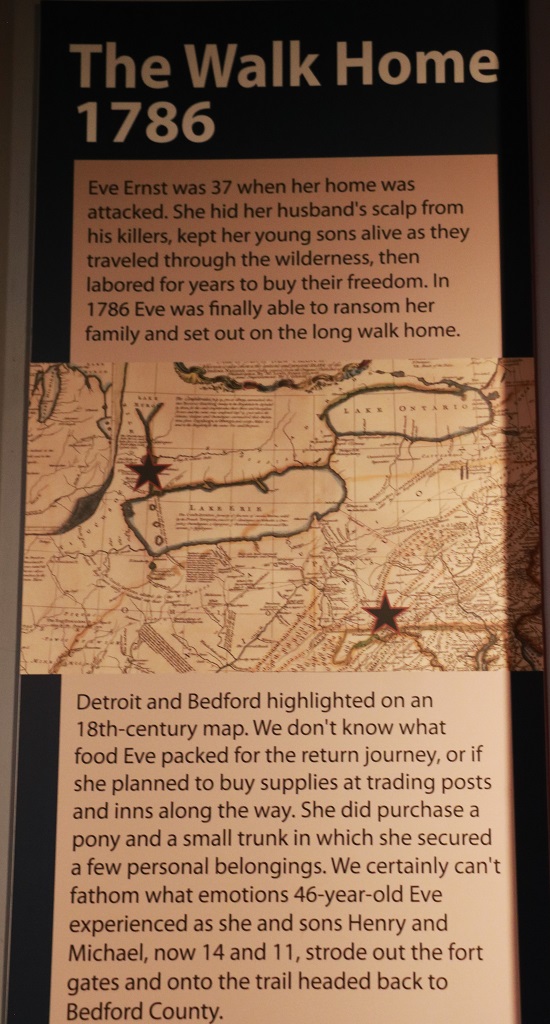 The Walk Home
1786
Eve Ernst was 37 when her home was
attacked. She hid her husband's scalp from
his killers, kept her young sons alive as they
traveled through the wilderness, then
labored for years to buy their freedom. In
1786 Eve was finally able to ransom her
family and set out on the long walk home.
LAKE ONTARIO
LAKE ERIE
Detroit and Bedford highlighted on an
18th-century map. We don't know what
food Eve packed for the return journey, or if
she planned to buy supplies at trading posts
and inns along the way. She did purchase a
pony and a small trunk in which she secured
a few personal belongings. We certainly can't
fathom what emotions 46-year-old Eve
experienced as she and sons Henry and
Michael, now 14 and 11, strode out the fort
gates and onto the trail headed back to
Bedford County.